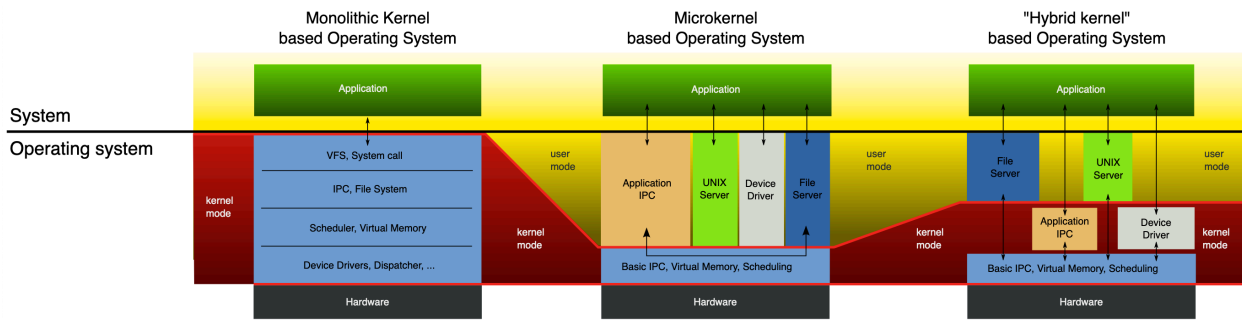 Monolithic Kernel
based Operating System
Microkernel
based Operating System
"Hybrid kernel"
based Operating System
System
Operating system
Application
VFS, System call
IPC, File System
Scheduler, Virtual Memory
Device Drivers, Dispatcher, ...
Hardware
kernel
mode
kernel
mode
user
mode
Application
Application
IPC
UNIX
Server
Device
Driver
File
Server
Basic IPC, Virtual Memory, Scheduling
Hardware
user
mode
kernel
mode
Application
File
Server
UNIX
Server
Application
IPC
Device
Driver
Basic IPC, Virtual Memory, Scheduling
Hardware
user
mode
kernel
mode